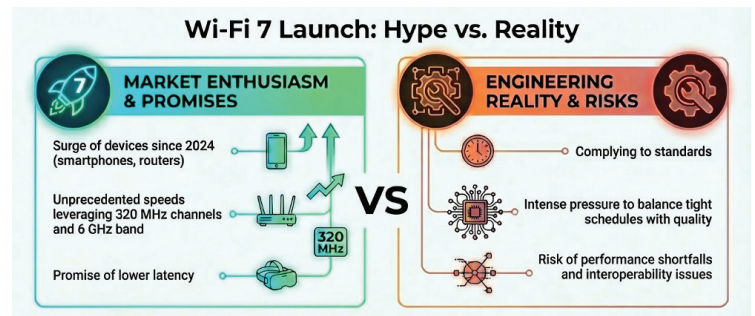 Wi-Fi 7 Launch: Hype vs. Reality
7
MARKET ENTHUSIASM
& PROMISES
Surge of devices since 2024
(smartphones, routers)
Unprecedented speeds
leveraging 320 MHz channels
and 6 GHz band
320
MHz
Promise of lower latency
VS
ENGINEERING
REALITY & RISKS
Complying to standards
Intense pressure to balance tight
schedules with quality
Risk of performance shortfalls
and interoperability issues